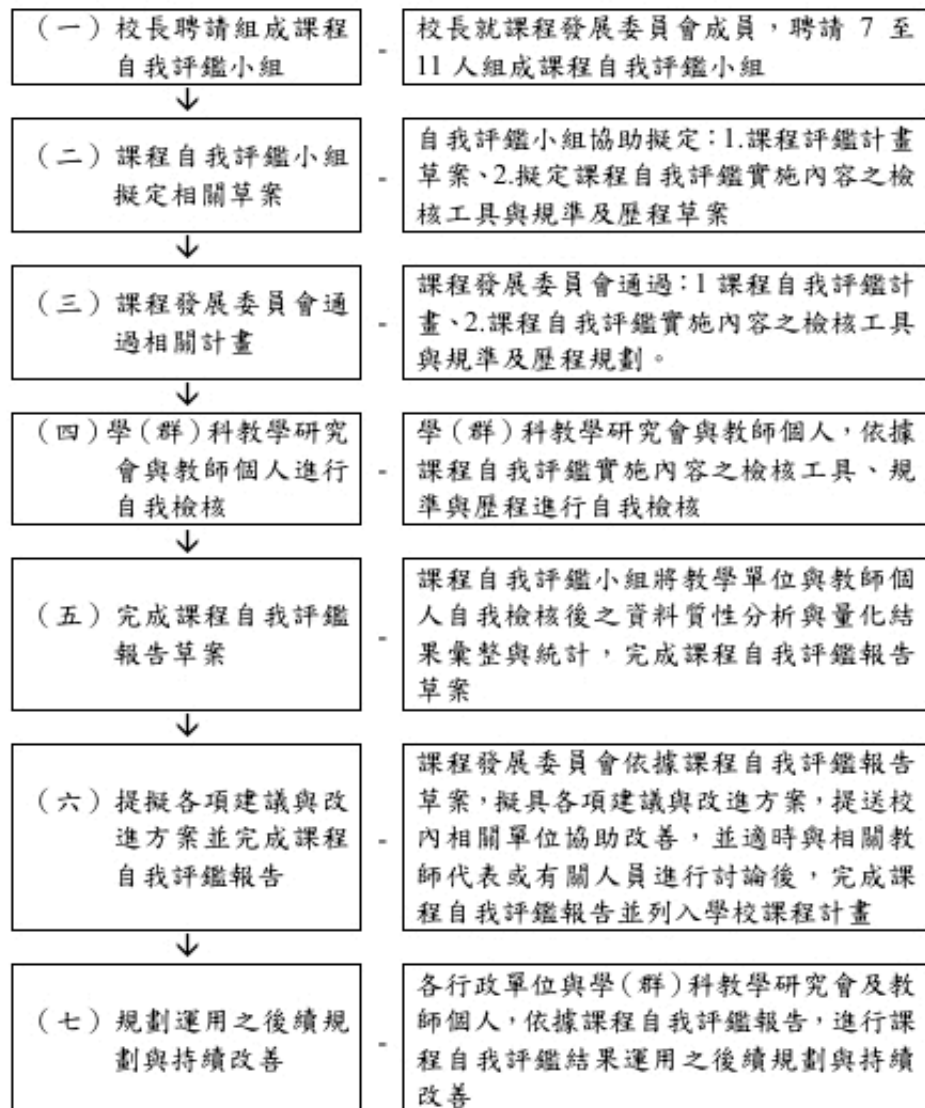 （一）校長聘請組成課程
自我評鑑小組
-
校長就課程發展委員會成員，聘請 7 至
11 人組成課程自我評鑑小組
（二）課程自我評鑑小組
擬定相關草案
-
自我評鑑小組協助擬定：1.課程評鑑計畫
草案、2.擬定課程自我評鑑實施內容之檢
核工具與規準及歷程草案
（三）課程發展委員會通
過相關計畫
-
課程發展委員會通過：1 課程自我評鑑計
畫、2.課程自我評鑑實施內容之檢核工具
與規準及歷程規劃。
（四）學（群）科教學研究
會與教師個人進行
自我檢核
-
學（群）科教學研究會與教師個人，依據
課程自我評鑑實施內容之檢核工具、規
準與歷程進行自我檢核
（五）完成課程自我評鑑
報告草案
-
課程自我評鑑小組將教學單位與教師個
人自我檢核後之資料質性分析與量化結
果彙整與統計，完成課程自我評鑑報告
草案
（六）提擬各項建議與改
進方案並完成課程
自我評鑑報告
-
課程發展委員會依據課程自我評鑑報告
草案，擬具各項建議與改進方案，提送校
內相關單位協助改善，並適時與相關教
師代表或有關人員進行討論後，完成課
程自我評鑑報告並列入學校課程計畫
（七）規劃運用之後續規
劃與持續改善
-
各行政單位與學（群）科教學研究會及教
師個人，依據課程自我評鑑報告，進行課
程自我評鑑結果運用之後續規劃與持續
改善